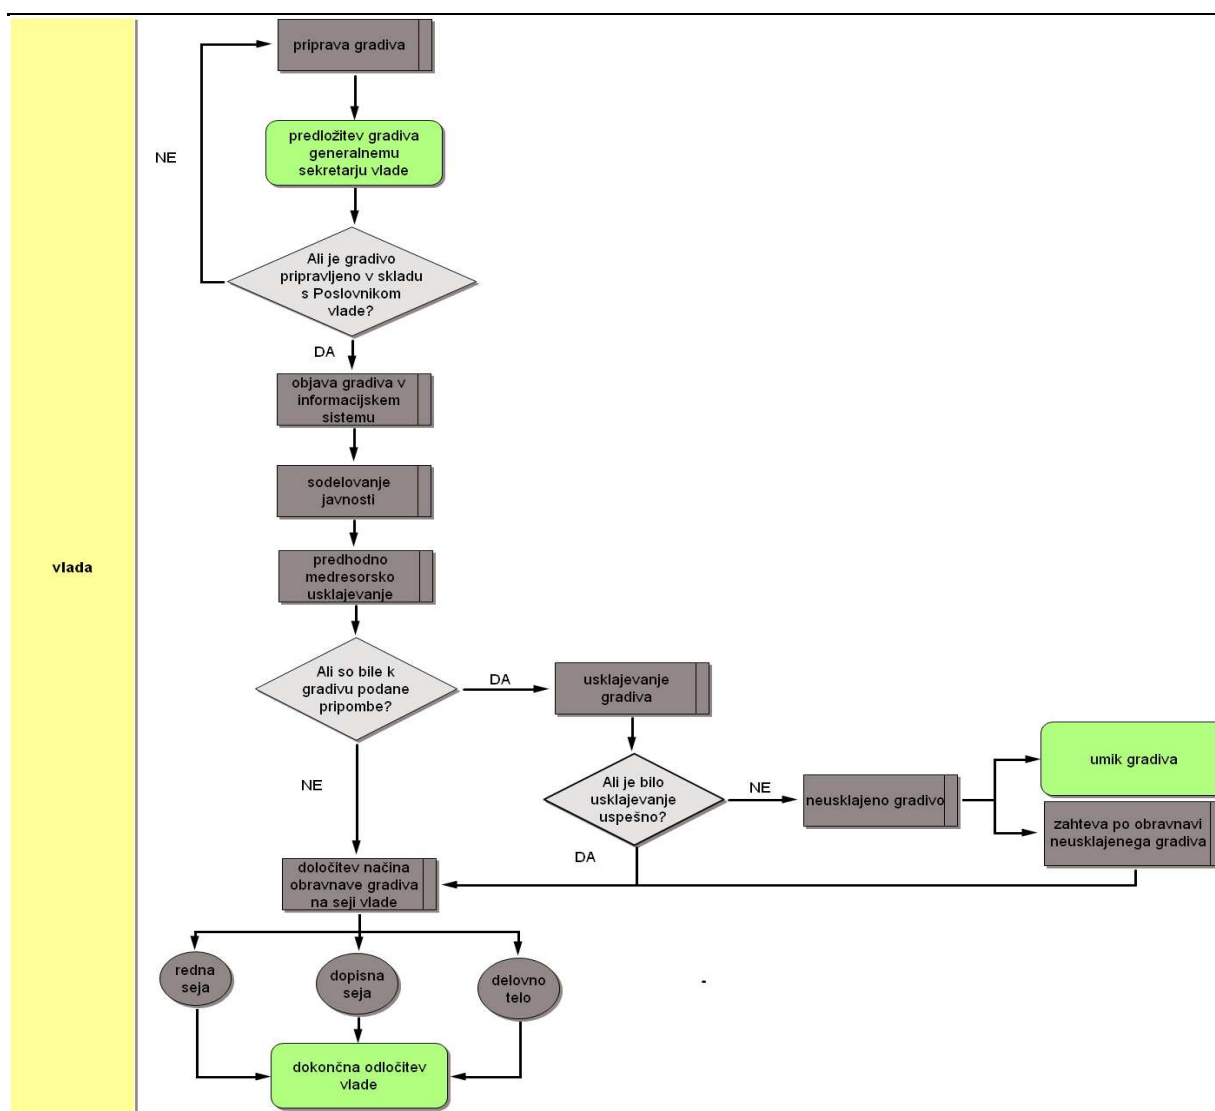 priprava gradiva
predložitev gradiva
generalnemu
sekretarju vlade
NE
Ali je gradivo
pripravljeno v skladu
s Poslovnikom
vlade?
DA
objava gradiva v
informacijskem
sistemu
sodelovanje
javnosti
vlada
predhodno
medresorsko
usklajevanje
Ali so bile k
gradivu podane
pripombe?
DA
usklajevanje
gradiva
NE
Ali je bilo
usklajevanje
uspešno?
NE
neusklajeno gradivo
umik gradiva
zahteva po obravnavi
neusklajenega gradiva
DA
določitev načina
obravnave gradiva
na seji vlade
redna
seja
dopisna
seja
delovno
telo
-
dokončna odločitev
vlade